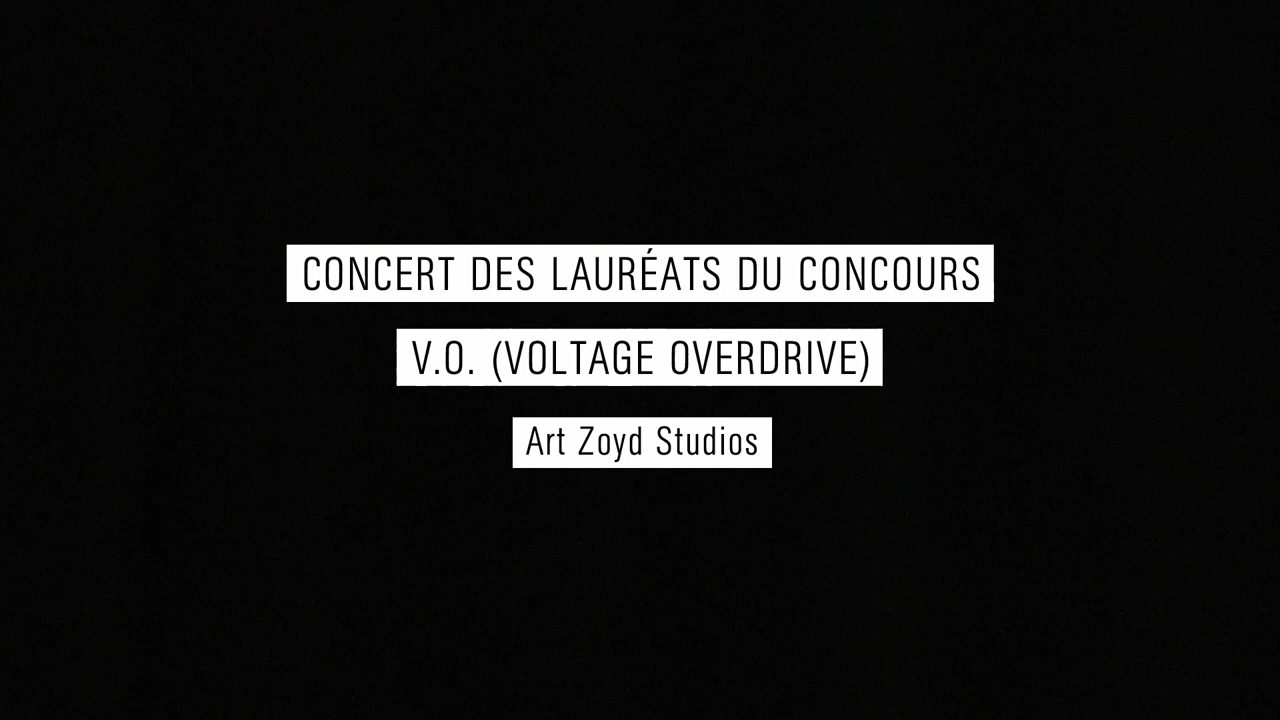 CONCERT DES LAURÉATS DU CONCOURS
V.O. (VOLTAGE OVERDRIVE)
Art Zoyd Studios